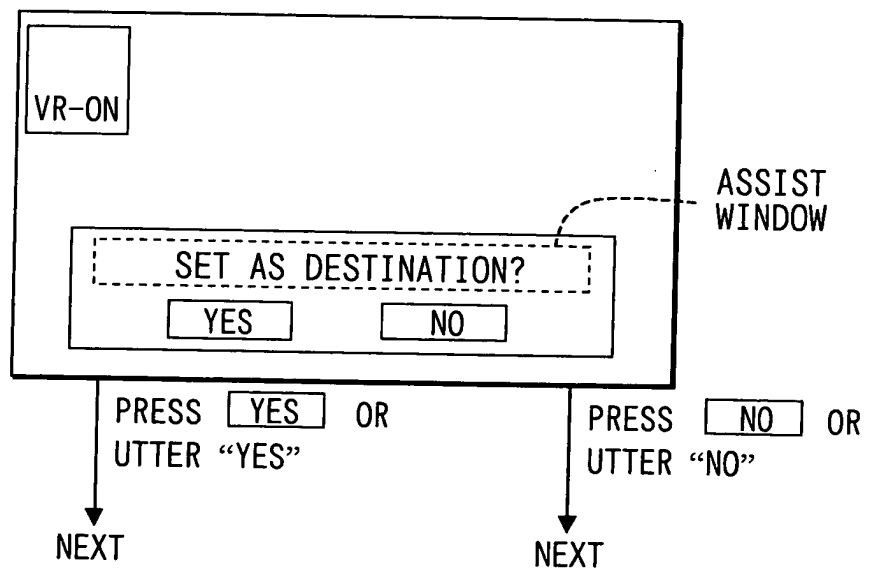 VR-ON
ASSIST
WINDOW
SET AS DESTINATION?
YES
NO
PRESS YES OR
UTTER “YES”
PRESS NO OR
UTTER “NO”
NEXT
NEXT